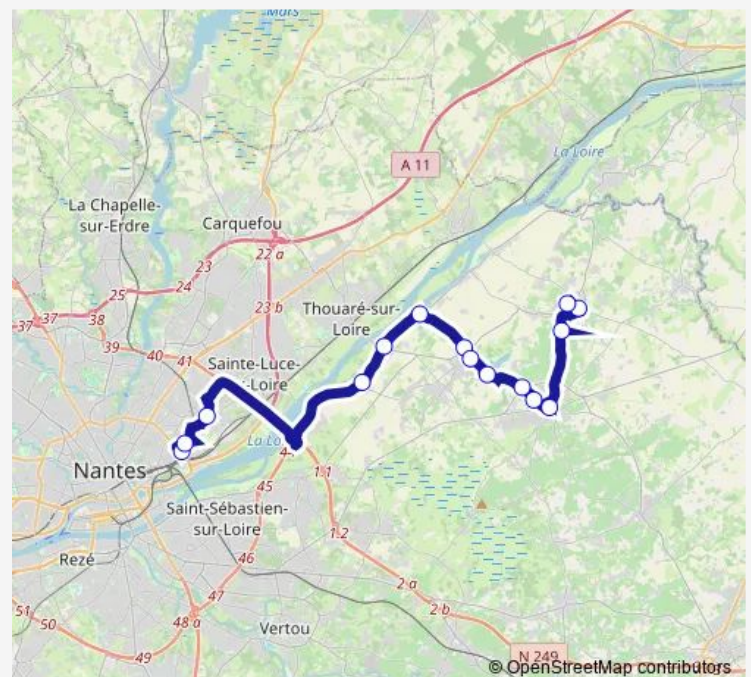 Mars
La Loire
A 11
La Chapelle-
sur-Erdre
Carquefou
22 a
23
25
24
37
37
38
23 b
Thouaré-sur-
Loire
39
40
41
Sainte-Luce-
-Loire
La Lo
Nantes
1.1
45
Saint-Sébastien-
sur-Loire
1.2
46
Rezé
2 a
47
2 b
51
50
48 a
Vertou
49
N 249
© OpenStreetMap contributors